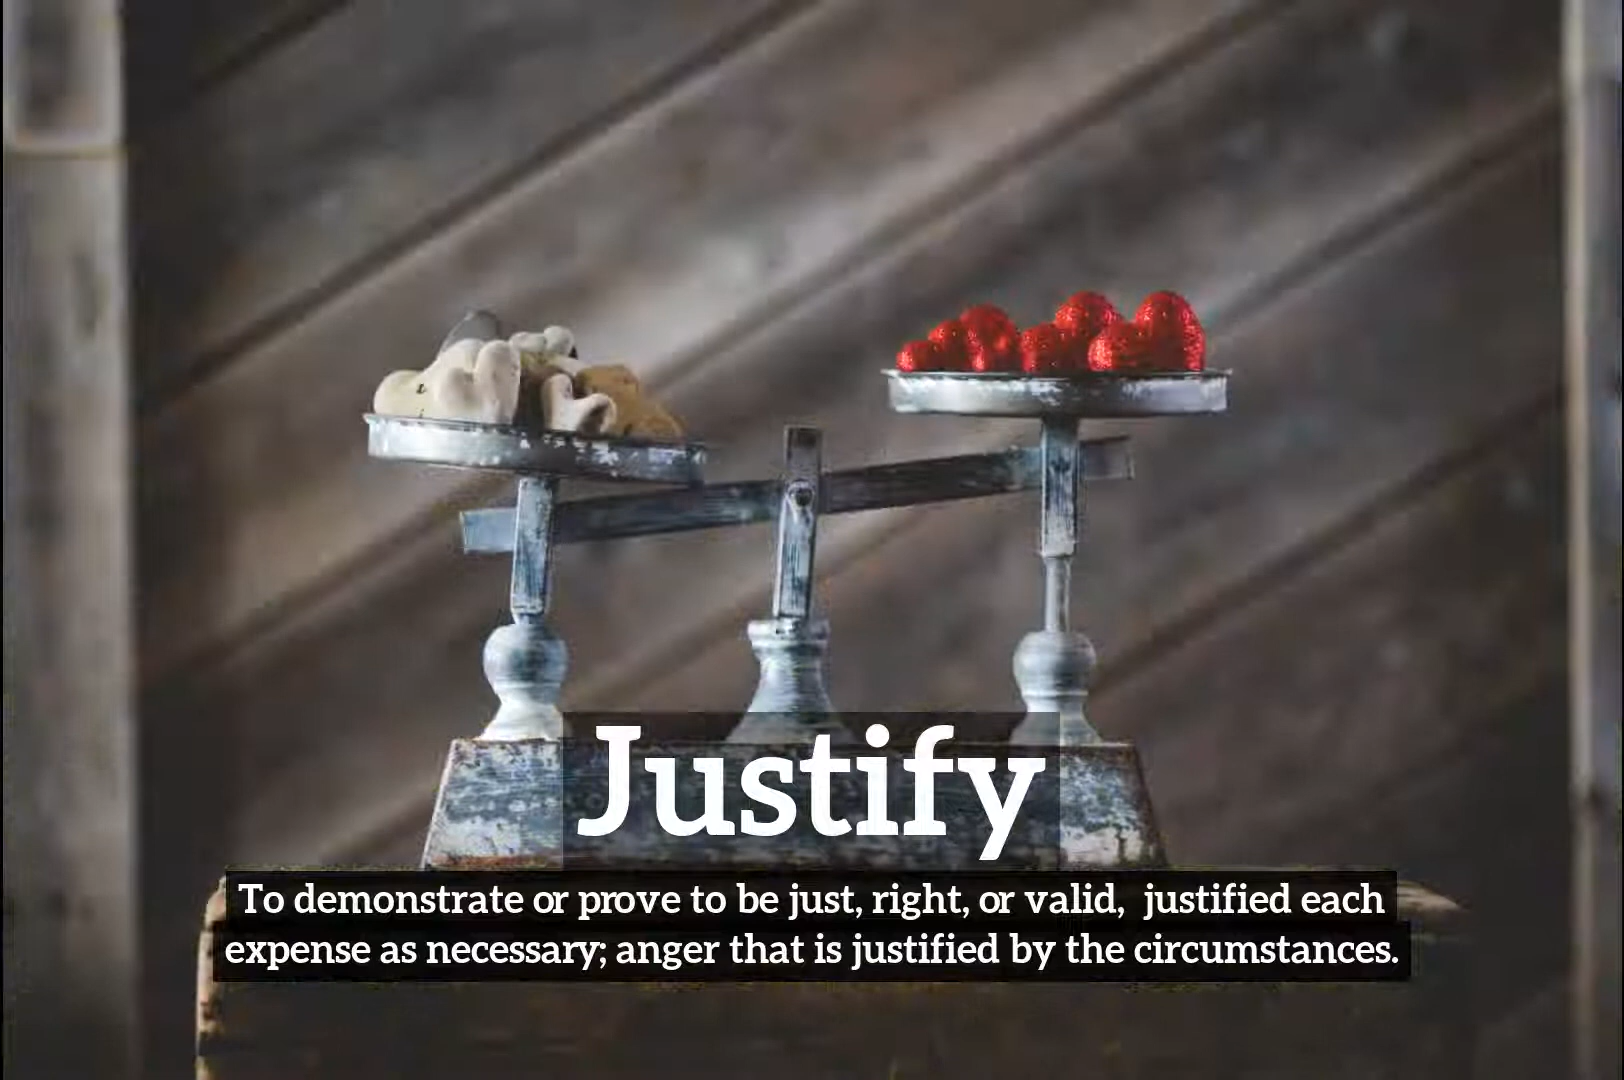 Justify
To demonstrate or prove to be just, right, or valid,  justified each
expense as necessary; anger that is justified by the circumstances.